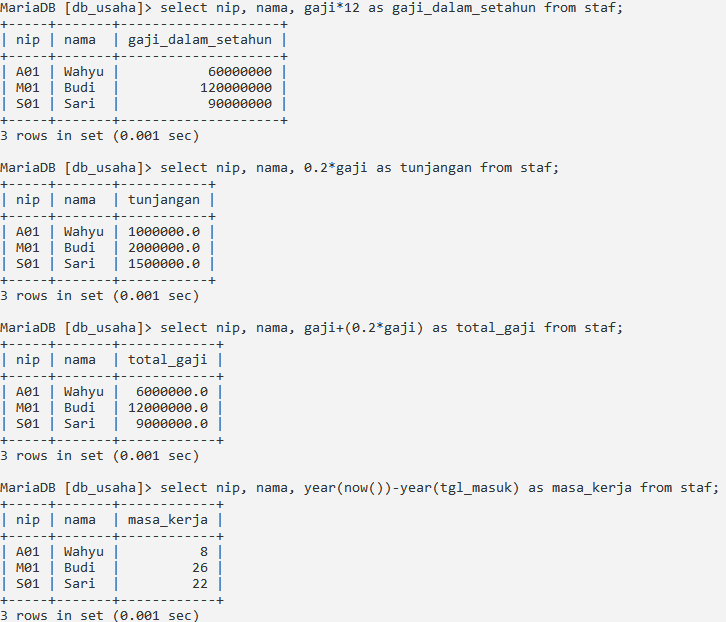 MariaDB [db_usaha]> select nip, nama, gaji*12 as gaji_dalam_setahun from staf;
+-----+-------+--------------------+
| nip | nama  | gaji_dalam_setahun |
+-----+-------+--------------------+
| A01 | Wahyu |           60000000 |
| M01 | Budi  |          120000000 |
| S01 | Sari  |           90000000 |
+-----+-------+--------------------+
3 rows in set (0.001 sec)

MariaDB [db_usaha]> select nip, nama, 0.2*gaji as tunjangan from staf;
+-----+-------+-----------+
| nip | nama  | tunjangan |
+-----+-------+-----------+
| A01 | Wahyu | 1000000.0 |
| M01 | Budi  | 2000000.0 |
| S01 | Sari  | 1500000.0 |
+-----+-------+-----------+
3 rows in set (0.001 sec)

MariaDB [db_usaha]> select nip, nama, gaji+(0.2*gaji) as total_gaji from staf;
+-----+-------+------------+
| nip | nama  | total_gaji |
+-----+-------+------------+
| A01 | Wahyu |  6000000.0 |
| M01 | Budi  | 12000000.0 |
| S01 | Sari  |  9000000.0 |
+-----+-------+------------+
3 rows in set (0.001 sec)

MariaDB [db_usaha]> select nip, nama, year(now())-year(tgl_masuk) as masa_kerja from staf;
+-----+-------+------------+
| nip | nama  | masa_kerja |
+-----+-------+------------+
| A01 | Wahyu |          8 |
| M01 | Budi  |         26 |
| S01 | Sari  |         22 |
+-----+-------+------------+
3 rows in set (0.001 sec)